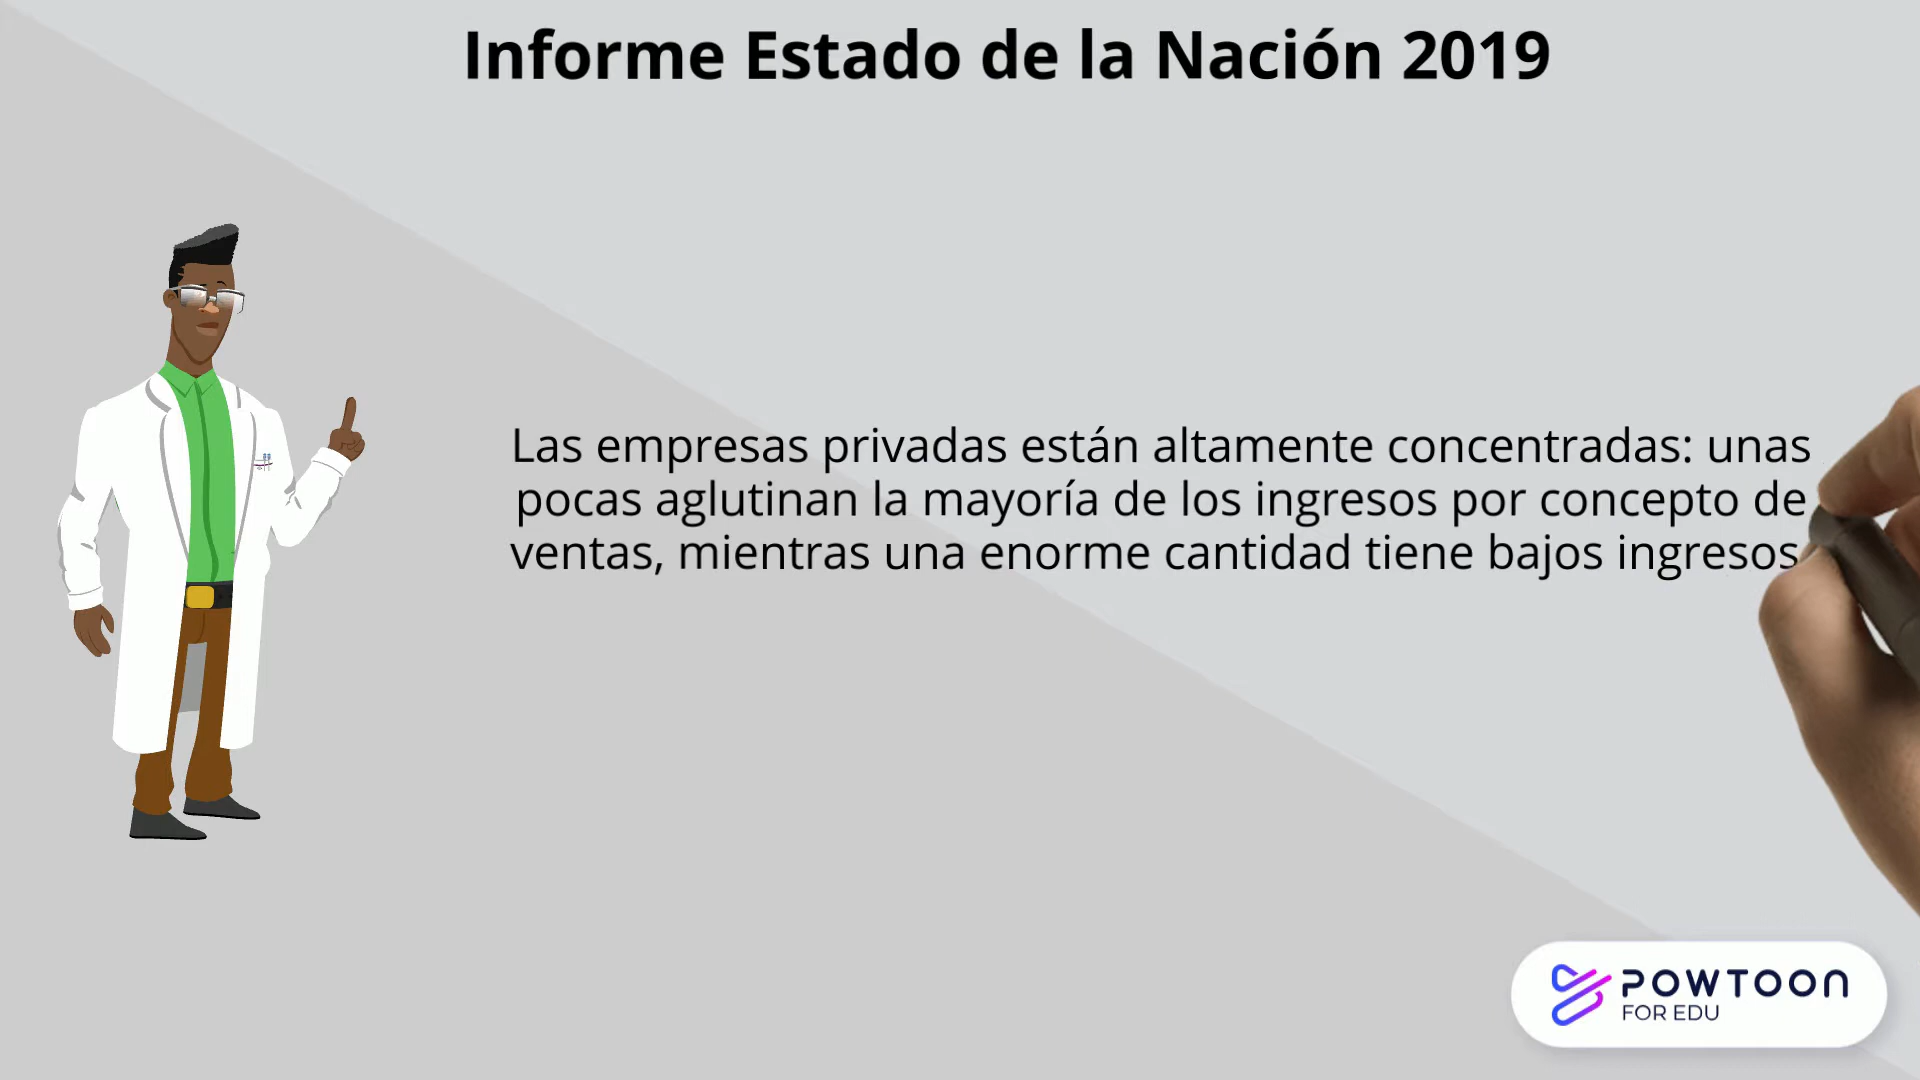 Informe Estado de la Nación 2019
Las empresas privadas están altamente concentradas: unas
pocas aglutinan la mayoría de los ingresos por concepto de
ventas, mientras una enorme cantidad tiene bajos ingresos
POWTOON
FOR EDU